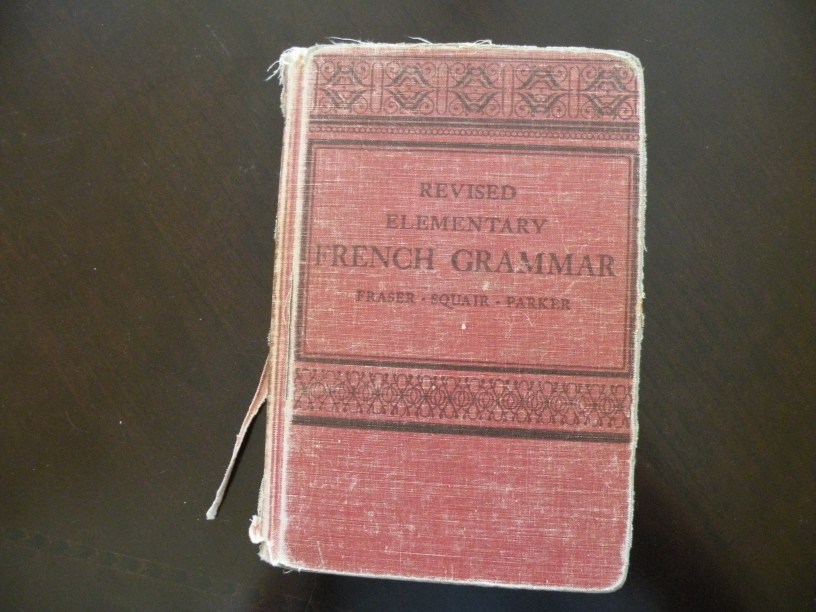 REVISED
ELEMENTARY
FRENCH GRAMMAR
FRASER · SQUAIR · PARKER